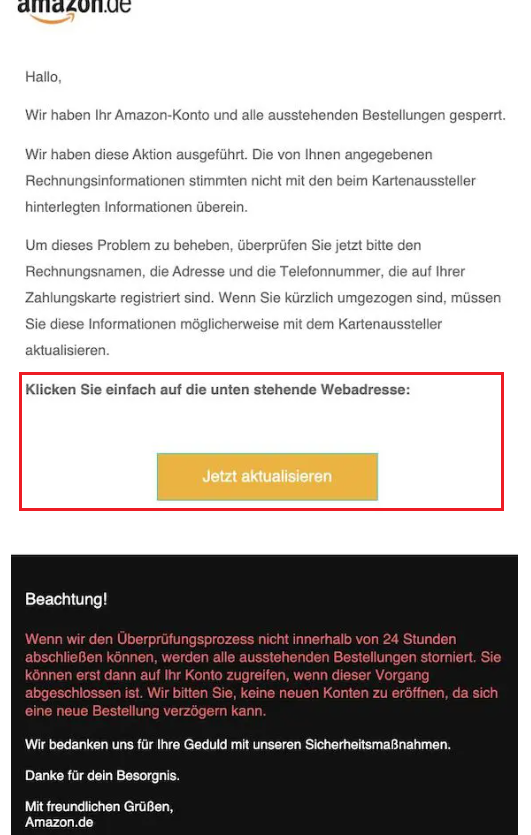 amazon.de
Hallo,
Wir haben Ihr Amazon-Konto und alle ausstehenden Bestellungen gesperrt.
Wir haben diese Aktion ausgeführt. Die von Ihnen angegebenen
Rechnungsinformationen stimmten nicht mit den beim Kartenaussteller
hinterlegten Informationen überein.
Um dieses Problem zu beheben, überprüfen Sie jetzt bitte den
Rechnungsnamen, die Adresse und die Telefonnummer, die auf Ihrer
Zahlungskarte registriert sind. Wenn Sie kürzlich umgezogen sind, müssen
Sie diese Informationen möglicherweise mit dem Kartenaussteller
aktualisieren.
Klicken Sie einfach auf die unten stehende Webadresse:
Jetzt aktualisieren
Beachtung!
Wenn wir den Überprüfungsprozess nicht innerhalb von 24 Stunden
abschließen können, werden alle ausstehenden Bestellungen storniert. Sie
können erst dann auf Ihr Konto zugreifen, wenn dieser Vorgang
abgeschlossen ist. Wir bitten Sie, keine neuen Konten zu eröffnen, da sich
eine neue Bestellung verzögern kann.
Wir bedanken uns für Ihre Geduld mit unseren Sicherheitsmaßnahmen.
Danke für dein Besorgnis.
Mit freundlichen Grüßen,
Amazon.de